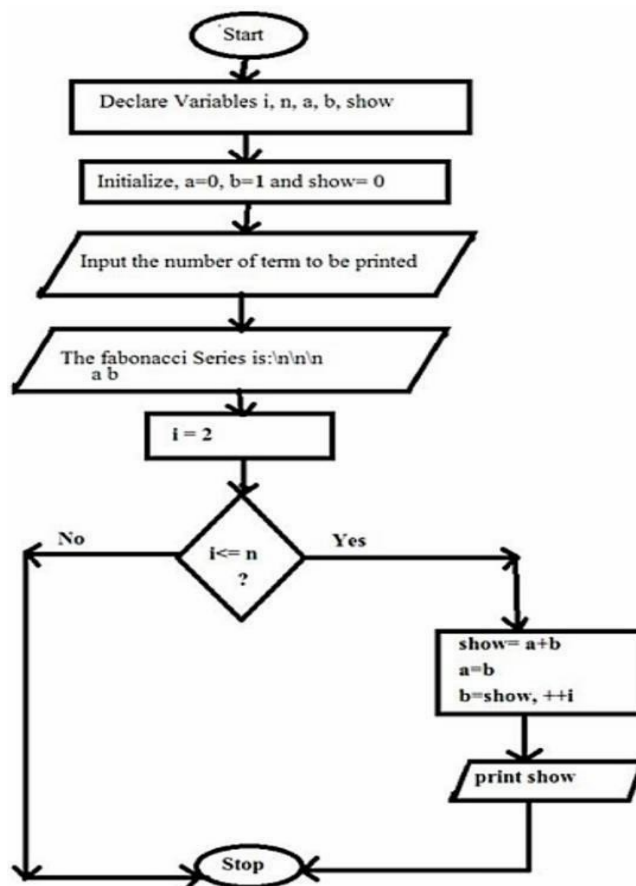 Start
Declare Variables i, n, a, b, show
Initialize, a=0, b=1 and show= 0
Input the number of term to be printed
The fabonacci Series is:\n\n\n
a b
i = 2
No
i<= n
?
Yes
show= a+b
a=b
b=show, ++i
print show
Stop